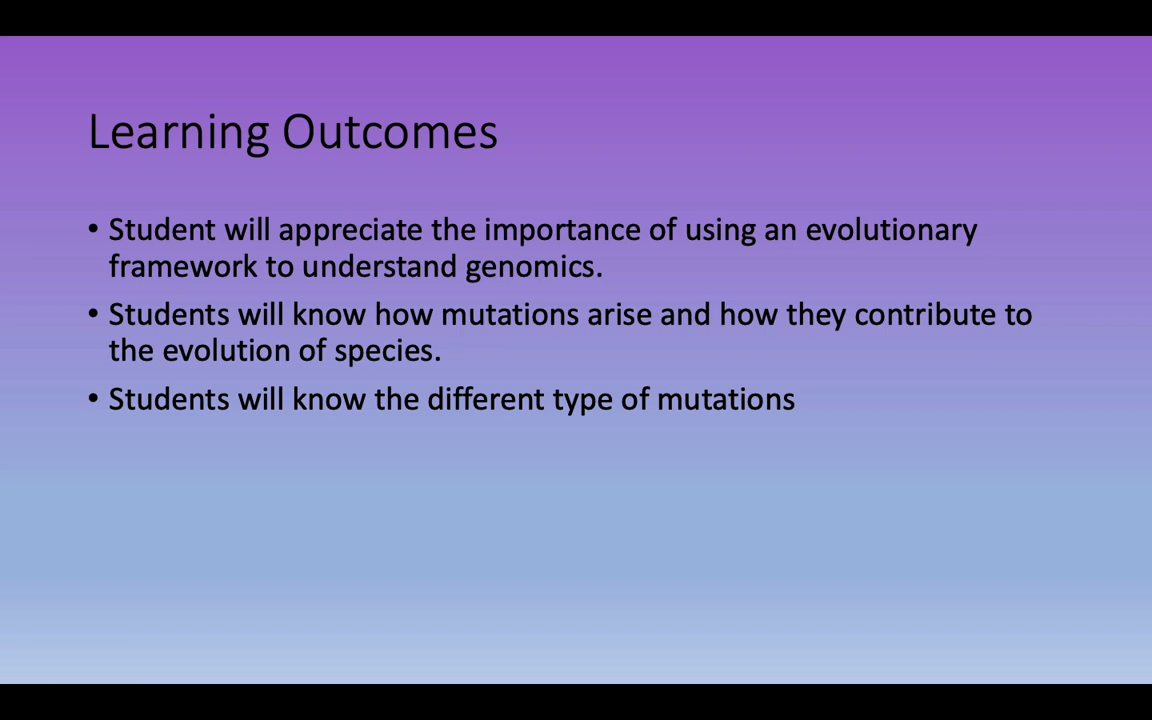 Learning Outcomes
• Student will appreciate the importance of using an evolutionary
framework to understand genomics.
• Students will know how mutations arise and how they contribute to
the evolution of species.
• Students will know the different type of mutations